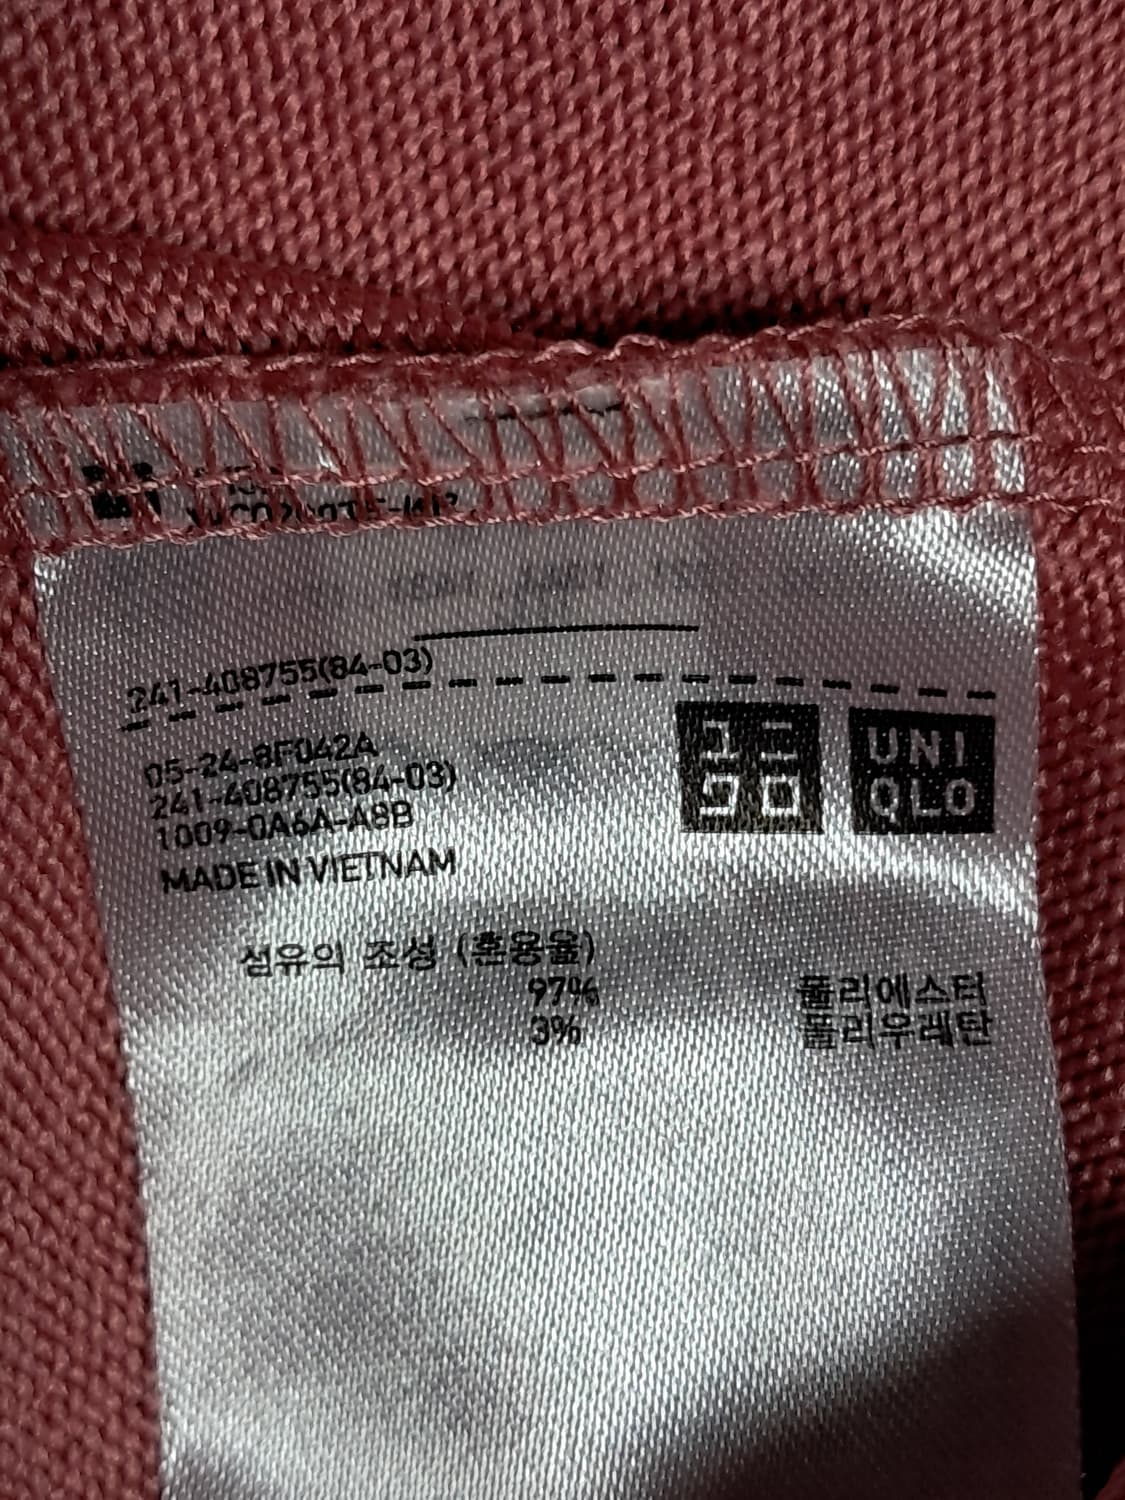 241-408755(84-03)
05-24-8F042A
241-408755(84-03)
1009-0A6A-A8B
MADE IN VIETNAM
ユニ
クロ
UNI
QLO
섬유의 조성 (혼용율)
97% 폴리에스터
3% 폴리우레탄